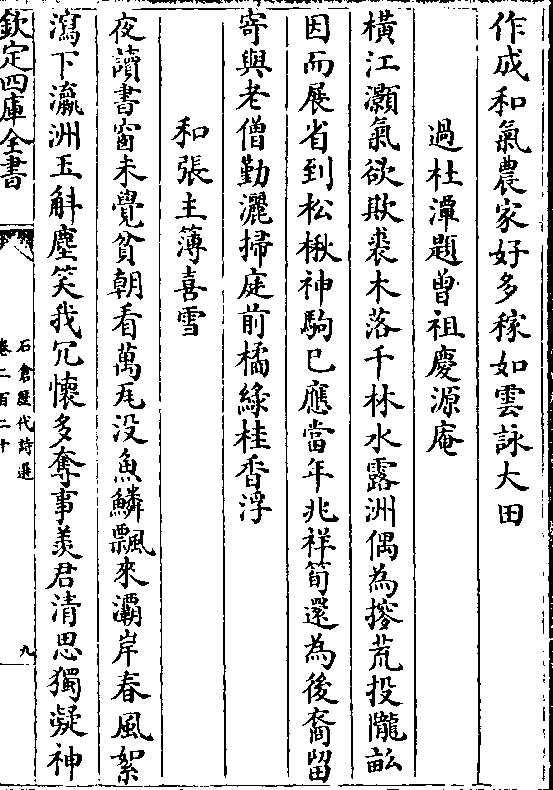 作成和氣農家好多稼如雲詠大田
過杜潭題曾祖慶源庵
橫江灝氣欲欺裘木落千林水露洲偶為撥荒投隴畝
因而展省到松楸神駒已應當年兆祥筍還為後裔留
寄與老僧勤灑掃庭前橘緑桂香浮
和張主簿喜雪
夜讀書窗未覺貧朝看萬瓦没魚鱗飄來灞岸春風絮
瀉下瀛洲玉斛塵笑我冗懷多奪事羨君清思獨凝神
欽定四庫全書
石倉歷代詩選
卷二百二十
九